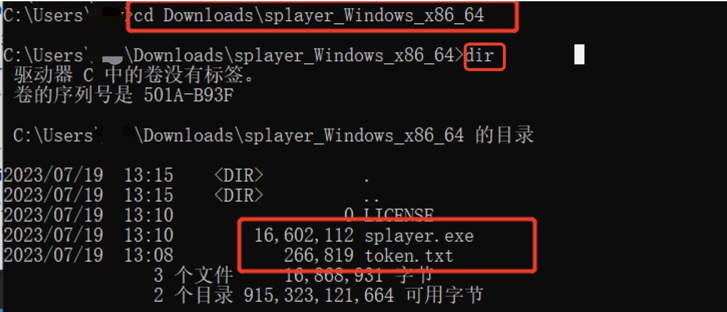 C:\Users\ >cd Downloads\splayer_Windows_x86_64
C:\Users\ \Downloads\splayer_Windows_x86_64>dir
驱动器 C 中的卷没有标签。
卷的序列号是 501A-B93F
C:\Users\ \Downloads\splayer_Windows_x86_64 的目录
2023/07/19 13:15 <DIR> .
2023/07/19 13:15 <DIR> ..
2023/07/19 13:10 0 LICENSE
2023/07/19 13:10 16,602,112 splayer.exe
2023/07/19 13:08 266,819 token.txt
3 个文件 16,868,931 字节
2 个目录 915,323,121,664 可用字节